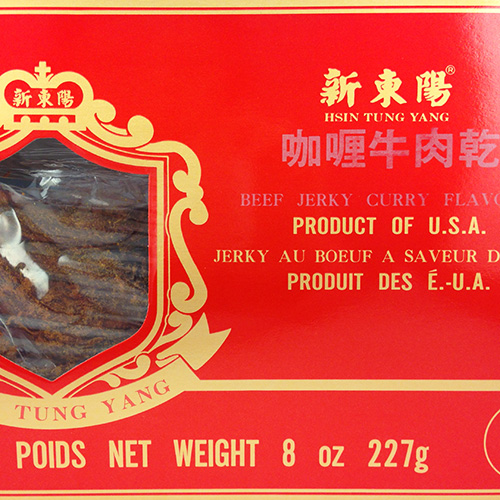 新東陽
新東陽®
HSIN TUNG YANG
咖喱牛肉乾
BEEF JERKY CURRY FLAVO
PRODUCT OF U.S.A.
JERKY AU BOEUF A SAVEUR D
PRODUIT DES É.-U.A.
TUNG YANG
POIDS NET WEIGHT 8 oz 227g